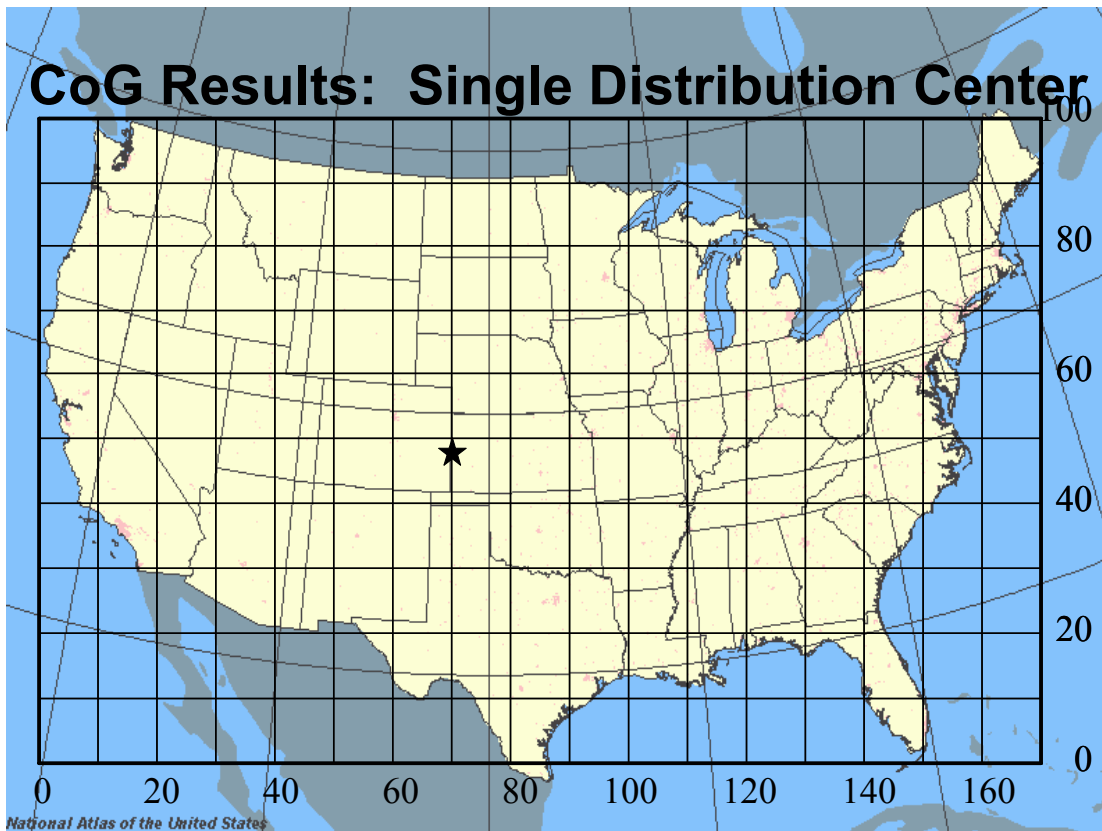 CoG Results: Single Distribution Center
100
80
60
40
20
0
0 20 40 60 80 100 120 140 160
National Atlas of the United States